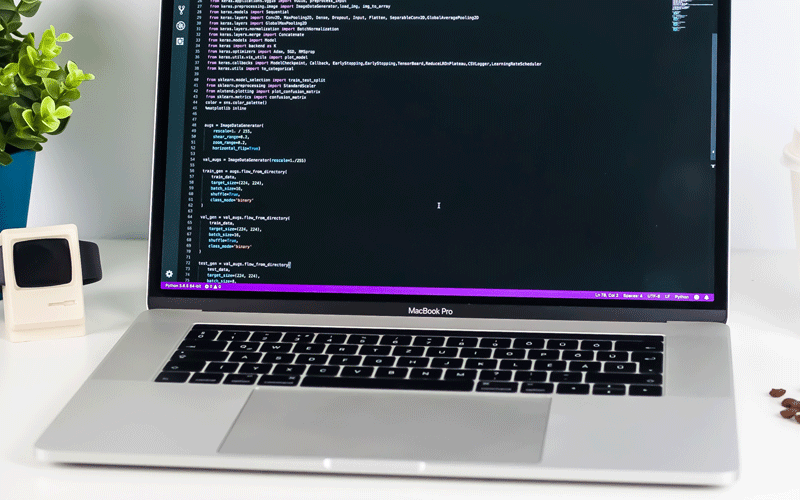 from keras.preprocessing.image import ImageDataGenerator,load_img, img_to_array
from keras.models import Sequential
from keras.layers import Conv2D, MaxPooling2D, Dense, Dropout, Input, Flatten, SeparableConv2D,GlobalAveragePooling2D
from keras.layers import GlobalMaxPooling2D
from keras.layers.normalization import BatchNormalization
from keras.layers.merge import Concatenate
from keras.models import Model
from keras import backend as K
from keras.optimizers import Adam, SGD, RMSprop
from keras.utils.vis_utils import plot_model
from keras.callbacks import ModelCheckpoint, Callback, EarlyStopping,EarlyStopping,TensorBoard,ReduceLROnPlateau,CSVLogger,LearningRateScheduler
from keras.utils import to_categorical
from sklearn.model_selection import train_test_split
from sklearn.preprocessing import StandardScaler
from mlxtend.plotting import plot_confusion_matrix
from sklearn.metrics import confusion_matrix
color = sns.color_palette()
%matplotlib inline
augs = ImageDataGenerator(
rescale=1. / 255,
shear_range=0.2,
zoom_range=0.2,
horizontal_flip=True)
val_augs = ImageDataGenerator(rescale=1./255)
train_gen = augs.flow_from_directory(
train_data,
target_size=(224, 224),
batch_size=16,
shuffle=True,
class_mode='binary'
)
val_gen = val_augs.flow_from_directory(
train_data,
target_size=(224, 224),
batch_size=16,
shuffle=True,
class_mode='binary'
)
test_gen = val_augs.flow_from_directory(
test_data,
target_size=(224, 224),
batch_size=8,
Python 3.6.5 64-bit 0 0
Spaces: 4 UTF-8 LF Python
MacBook Pro
Q W E R T Z U I O P Ő Ú
A S D F G H J K L É Á Ű
Í Y X C V B N M